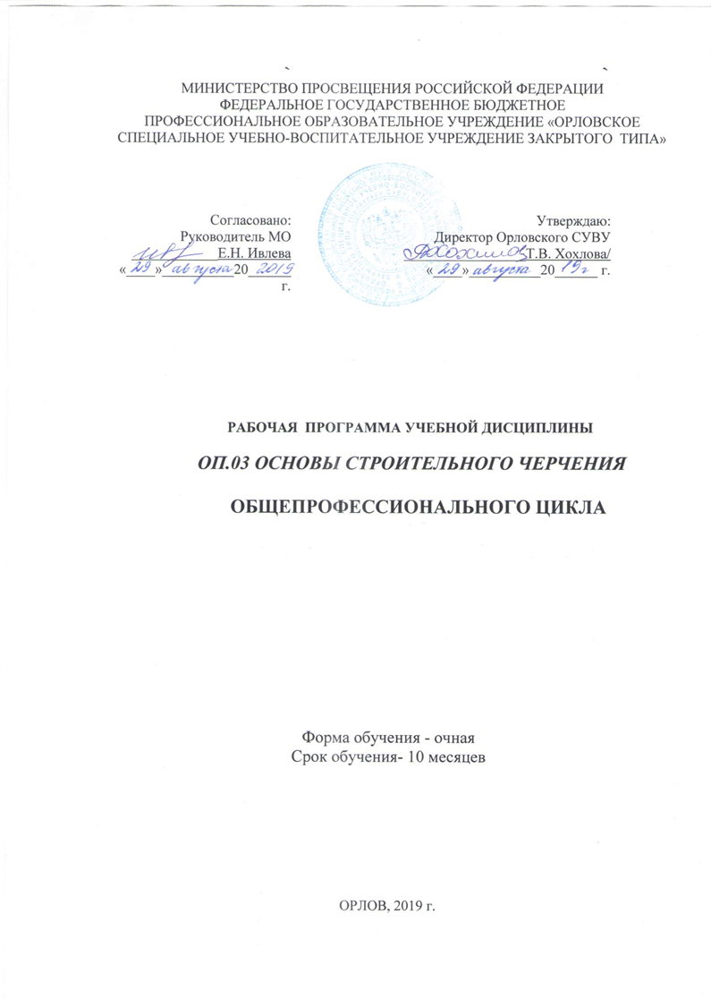 МИНИСТЕРСТВО ПРОСВЕЩЕНИЯ РОССИЙСКОЙ ФЕДЕРАЦИИ
ФЕДЕРАЛЬНОЕ ГОСУДАРСТВЕННОЕ БЮДЖЕТНОЕ
ПРОФЕССИОНАЛЬНОЕ ОБРАЗОВАТЕЛЬНОЕ УЧРЕЖДЕНИЕ «ОРЛОВСКОЕ
СПЕЦИАЛЬНОЕ УЧЕБНО-ВОСПИТАТЕЛЬНОЕ УЧРЕЖДЕНИЕ ЗАКРЫТОГО ТИПА»
Согласовано:
Руководитель МО
Е.Н. Ивлева
«29» августа 20 2019
г.
Утверждаю:
Директор Орловского СУВУ
Т.В. Хохлова/
«29» августа 20 19г г.
РАБОЧАЯ ПРОГРАММА УЧЕБНОЙ ДИСЦИПЛИНЫ
ОП.03 ОСНОВЫ СТРОИТЕЛЬНОГО ЧЕРЧЕНИЯ
ОБЩЕПРОФЕССИОНАЛЬНОГО ЦИКЛА
Форма обучения - очная
Срок обучения- 10 месяцев
ОРЛОВ, 2019 г.